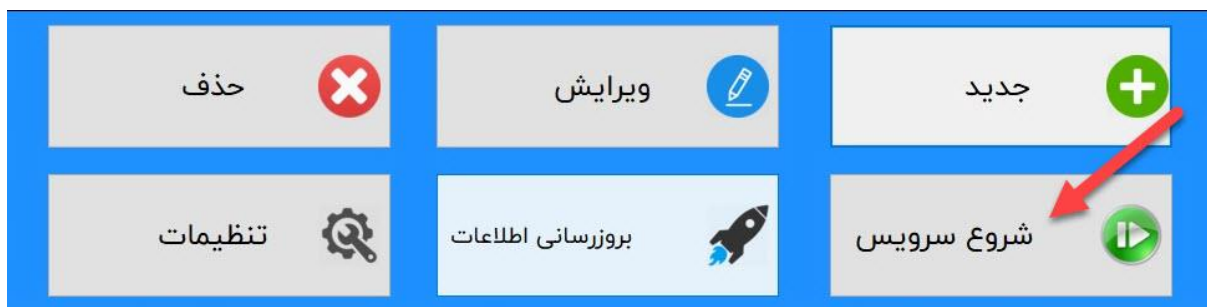 جدید
ویرایش
حذف
شروع سرویس
بروزرسانی اطلاعات
تنظیمات